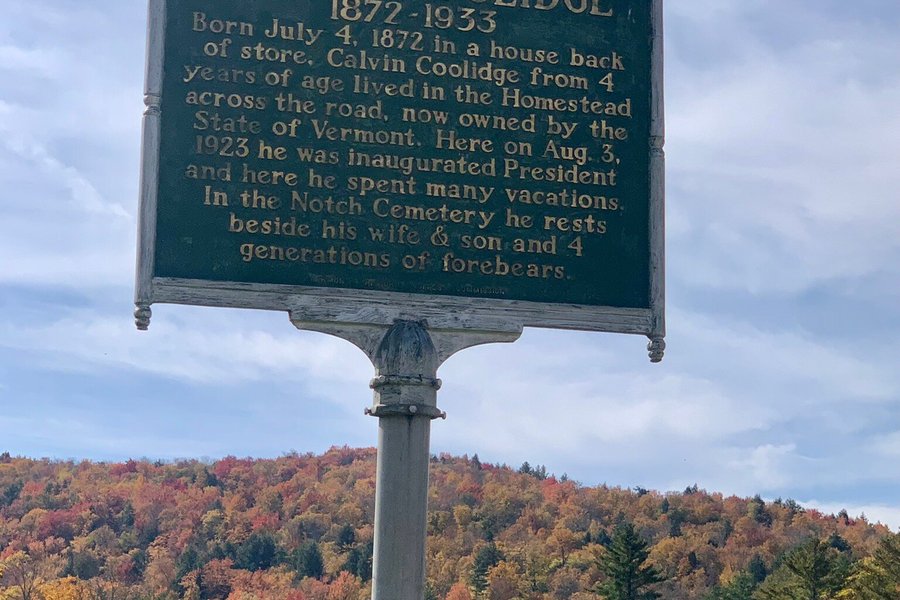 COOLIDGE
1872-1933
Born July 4, 1872 in a house back
of store, Calvin Coolidge from 4
years of age lived in the Homestead
across the road, now owned by the
State of Vermont. Here on Aug. 3,
1923 he was inaugurated President
and here he spent many vacations.
In the Notch Cemetery he rests
beside his wife & son and 4
generations of forebears.